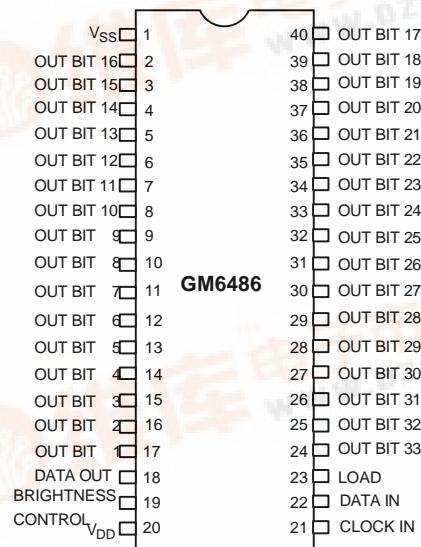 VSS 1 40 OUT BIT 17
OUT BIT 16 2 39 OUT BIT 18
OUT BIT 15 3 38 OUT BIT 19
OUT BIT 14 4 37 OUT BIT 20
OUT BIT 13 5 36 OUT BIT 21
OUT BIT 12 6 35 OUT BIT 22
OUT BIT 11 7 34 OUT BIT 23
OUT BIT 10 8 33 OUT BIT 24
OUT BIT 9 9 32 OUT BIT 25
OUT BIT 8 10 31 OUT BIT 26
GM6486
OUT BIT 7 11 30 OUT BIT 27
OUT BIT 6 12 29 OUT BIT 28
OUT BIT 5 13 28 OUT BIT 29
OUT BIT 4 14 27 OUT BIT 30
OUT BIT 3 15 26 OUT BIT 31
OUT BIT 2 16 25 OUT BIT 32
OUT BIT 1 17 24 OUT BIT 33
DATA OUT 18 23 LOAD
BRIGHTNESS
CONTROL 19 22 DATA IN
VDD 20 21 CLOCK IN